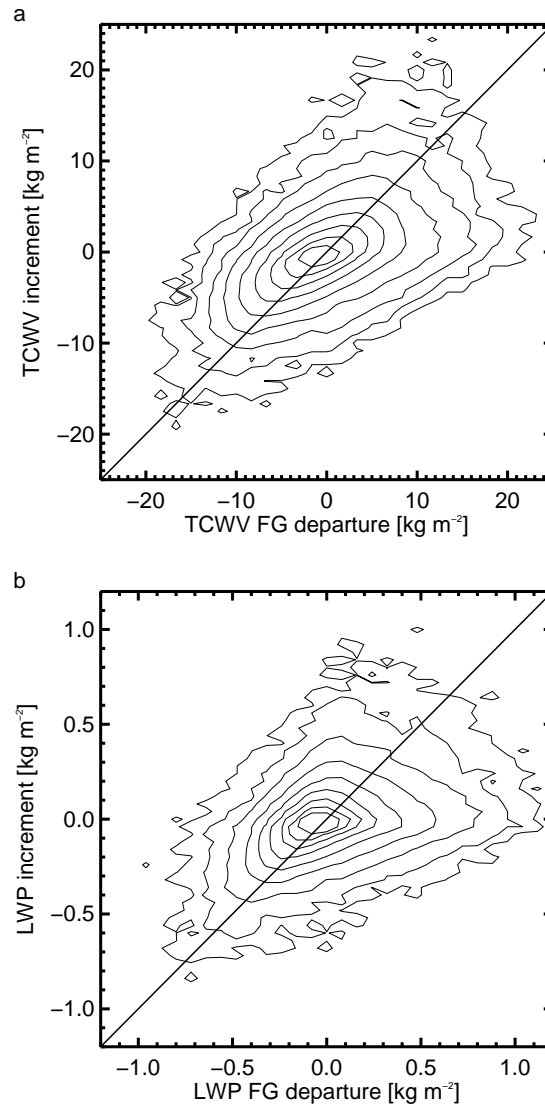 a
20
10
0
−10
−20
TCWV increment [kg m⁻²]
−20 −10 0 10 20
TCWV FG departure [kg m⁻²]
b
1.0
0.5
0.0
−0.5
−1.0
LWP increment [kg m⁻²]
−1.0 −0.5 0.0 0.5 1.0
LWP FG departure [kg m⁻²]